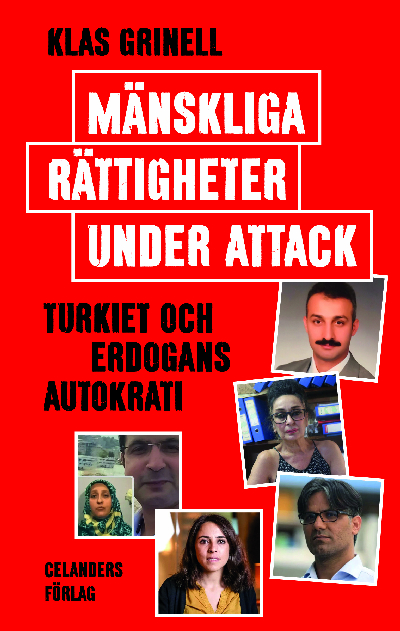 KLAS GRINELL
MÄNSKLIGA
RÄTTIGHETER
UNDER ATTACK
TURKIET OCH
ERDOGANS
AUTOKRATI
CELANDERS
FÖRLAG